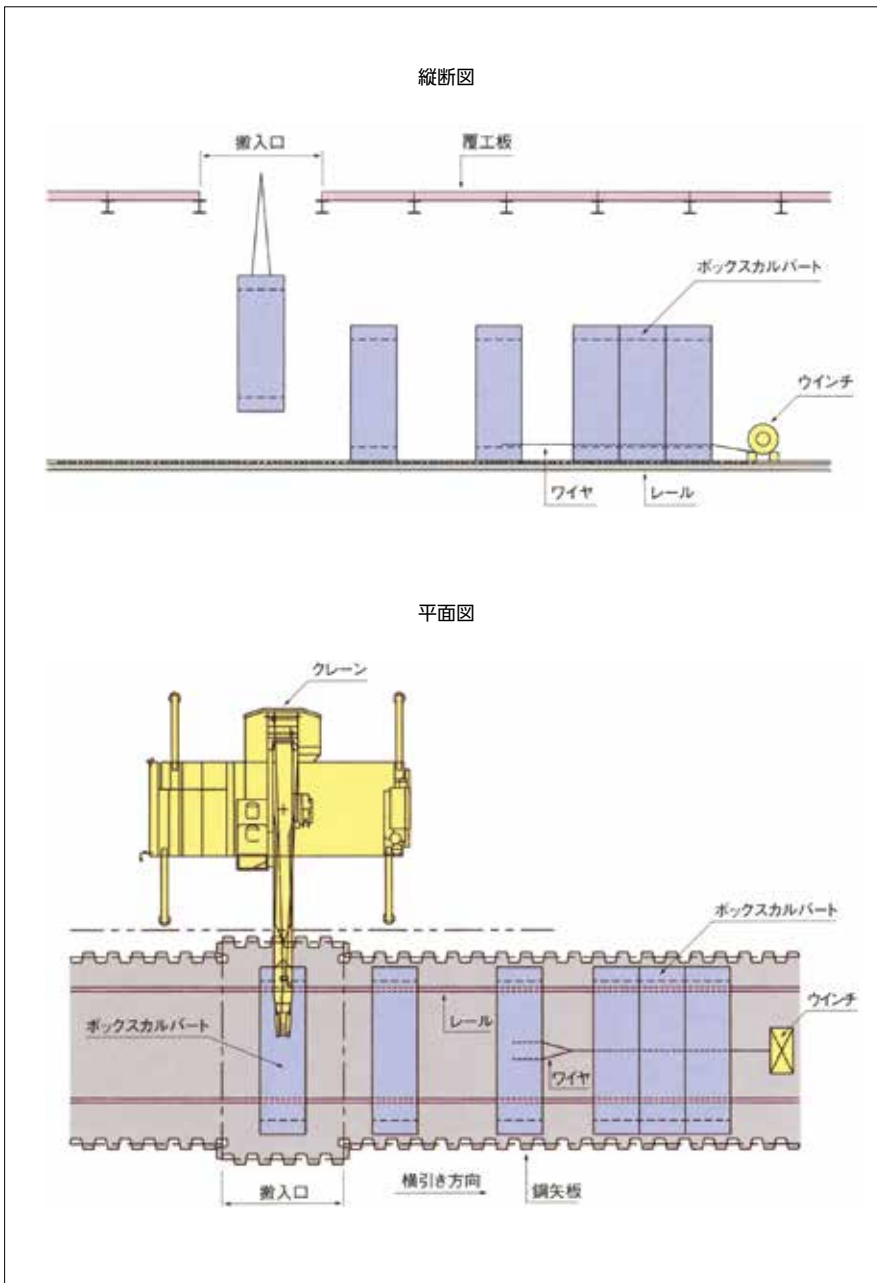 縦断図
搬入口
覆工板
ボックスカルバート
ウインチ
ワイヤ
レール
平面図
クレーン
ボックスカルバート
ウインチ
レール
ボックスカルバート
ワイヤ
横引き方向
鋼矢板
搬入口